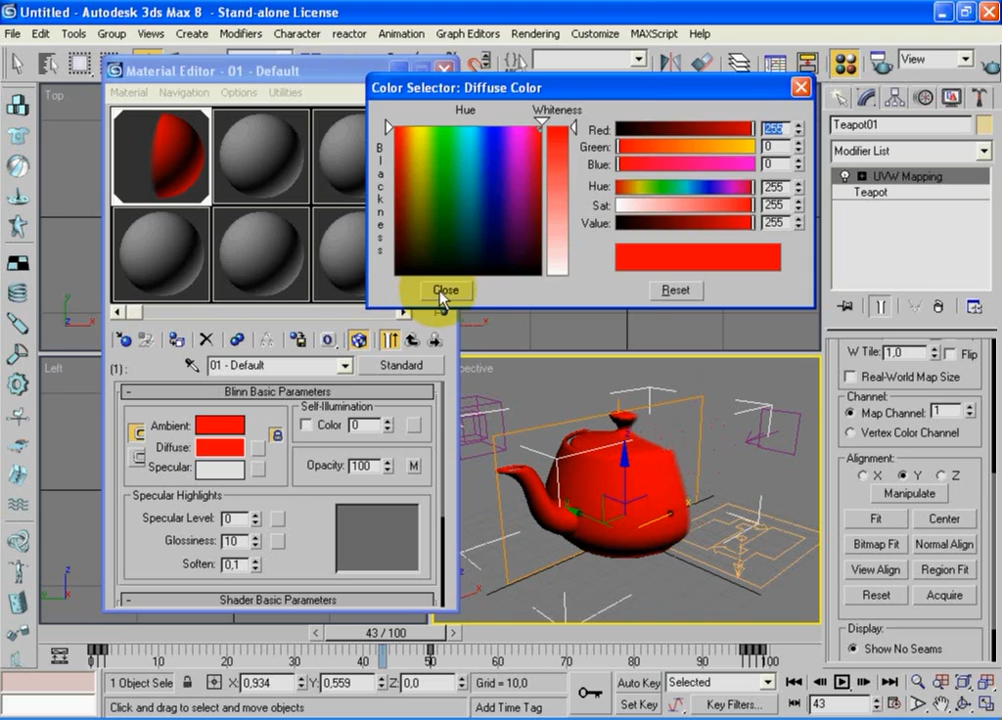 Untitled - Autodesk 3ds Max 8 - Stand-alone License
File Edit Tools Group Views Create Modifiers Character reactor Animation Graph Editors Rendering Customize MAXScript Help
View
Top
Material Editor - 01 - Default
Material Navigation Options Utilities
Color Selector: Diffuse Color
Hue
Whiteness
Blackness
Red: 255
Green: 0
Blue: 0
Hue: 255
Sat: 255
Value: 255
Close
Reset
Teapot01
Modifier List
UVW Mapping
Teapot
(1):
01 - Default
Standard
- Blinn Basic Parameters
Ambient:
Diffuse:
Specular:
Self-Illumination
Color 0
Opacity: 100 M
Specular Highlights
Specular Level: 0
Glossiness: 10
Soften: 0,1
- Shader Basic Parameters
Left
z
y
x
W Tile: 1,0 Flip
Real-World Map Size
Channel:
Map Channel: 1
Vertex Color Channel
Alignment:
X Y Z
Manipulate
Fit Center
Bitmap Fit Normal Align
View Align Region Fit
Reset Acquire
Display:
Show No Seams
< 43 / 100 >
0 10 20 30 40 50 60 70 80 90 100
1 Object Sele X: 0,934 Y: 0,559 Z: 0,0 Grid = 10,0
Auto Key Selected
43
Click and drag to select and move objects
Add Time Tag
Set Key
Key Filters...